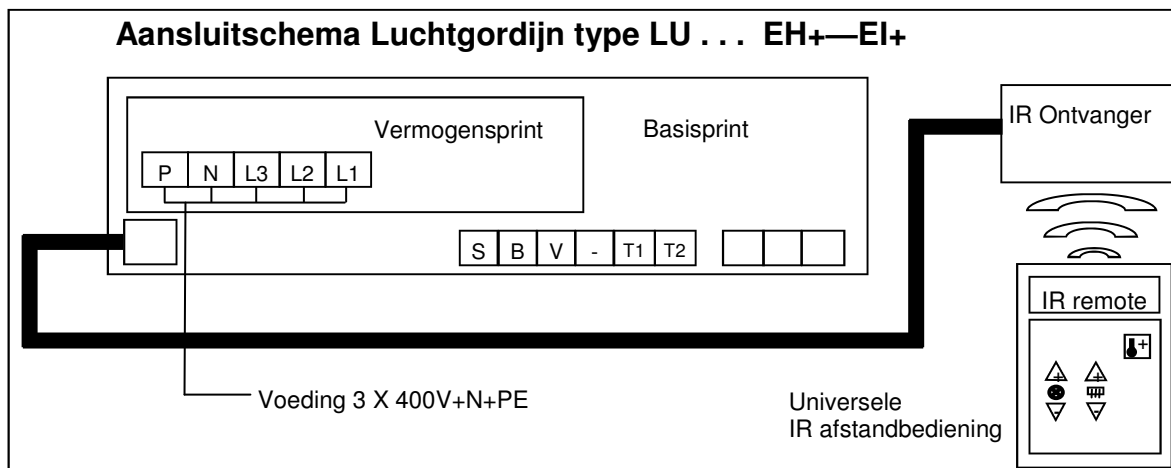 Aansluitschema Luchtgordijn type LU . . . EH+—EI+
Vermogensprint
Basisprint
IR Ontvanger
P N L3 L2 L1
S B V - T1 T2
IR remote
+
+ +
- -
Voeding 3 X 400V+N+PE
Universele
IR afstandbediening